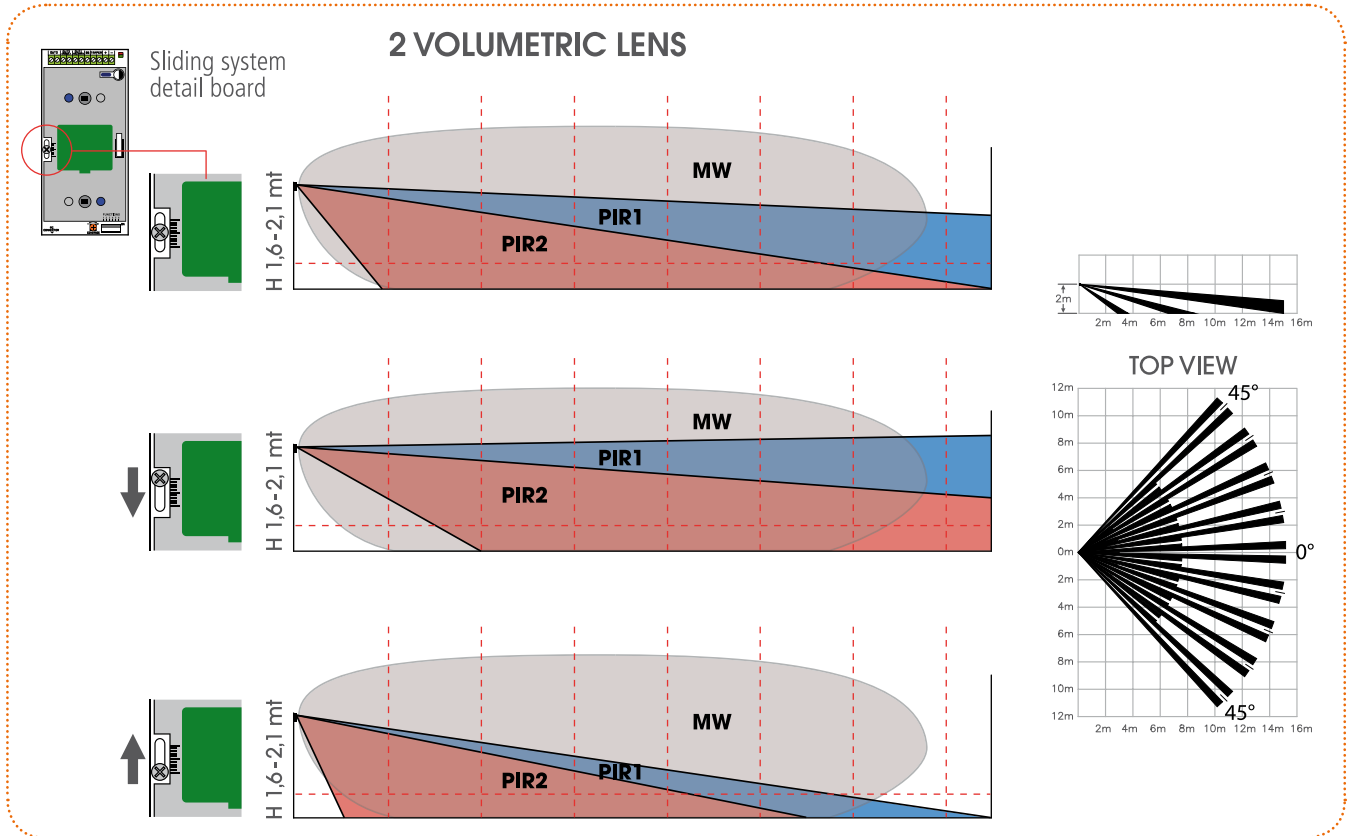 2 VOLUMETRIC LENS
Sliding system
detail board
H 1,6-2,1 mt
MW
PIR1
PIR2
H 1,6-2,1 mt
MW
PIR1
PIR2
H 1,6-2,1 mt
MW
PIR1
PIR2
2m
2m 4m 6m 8m 10m 12m 14m 16m
TOP VIEW
12m
10m
8m
6m
4m
2m
0m
2m
4m
6m
8m
10m
12m
45°
0°
45°
2m 4m 6m 8m 10m 12m 14m 16m